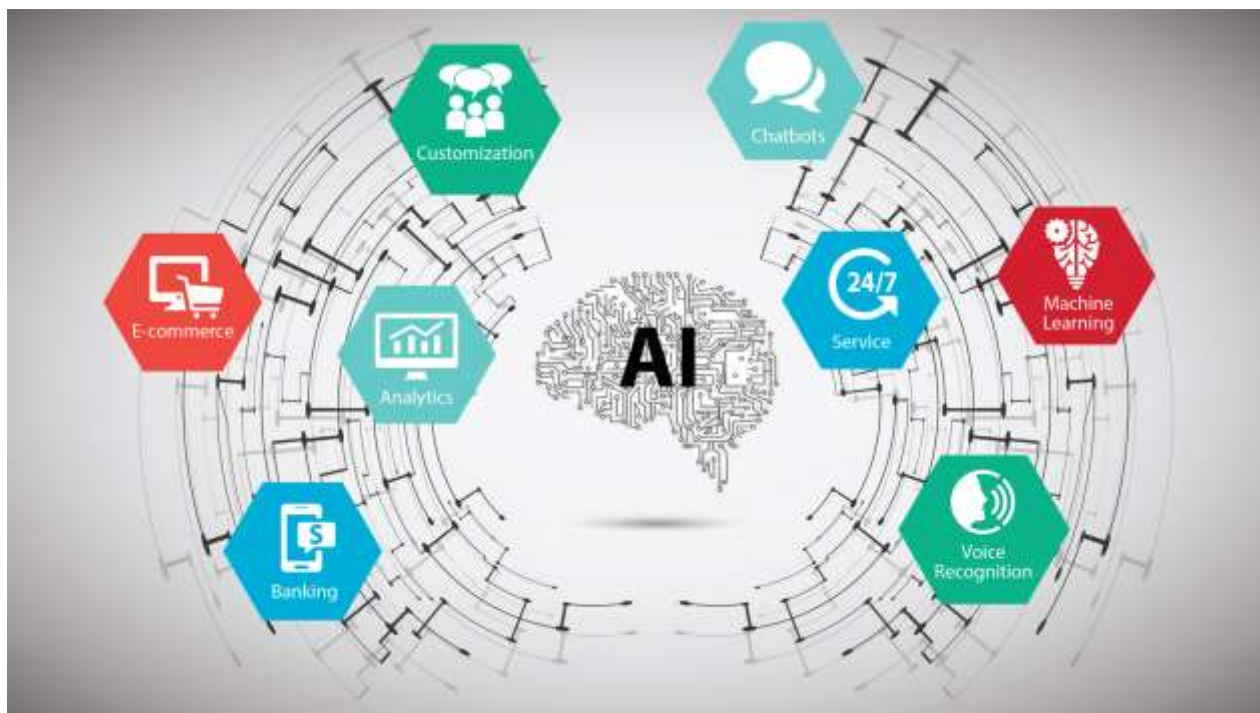 Customization
Chatbots
E-commerce
Analytics
AI
24/7
Service
Machine
Learning
S
Banking
Voice
Recognition